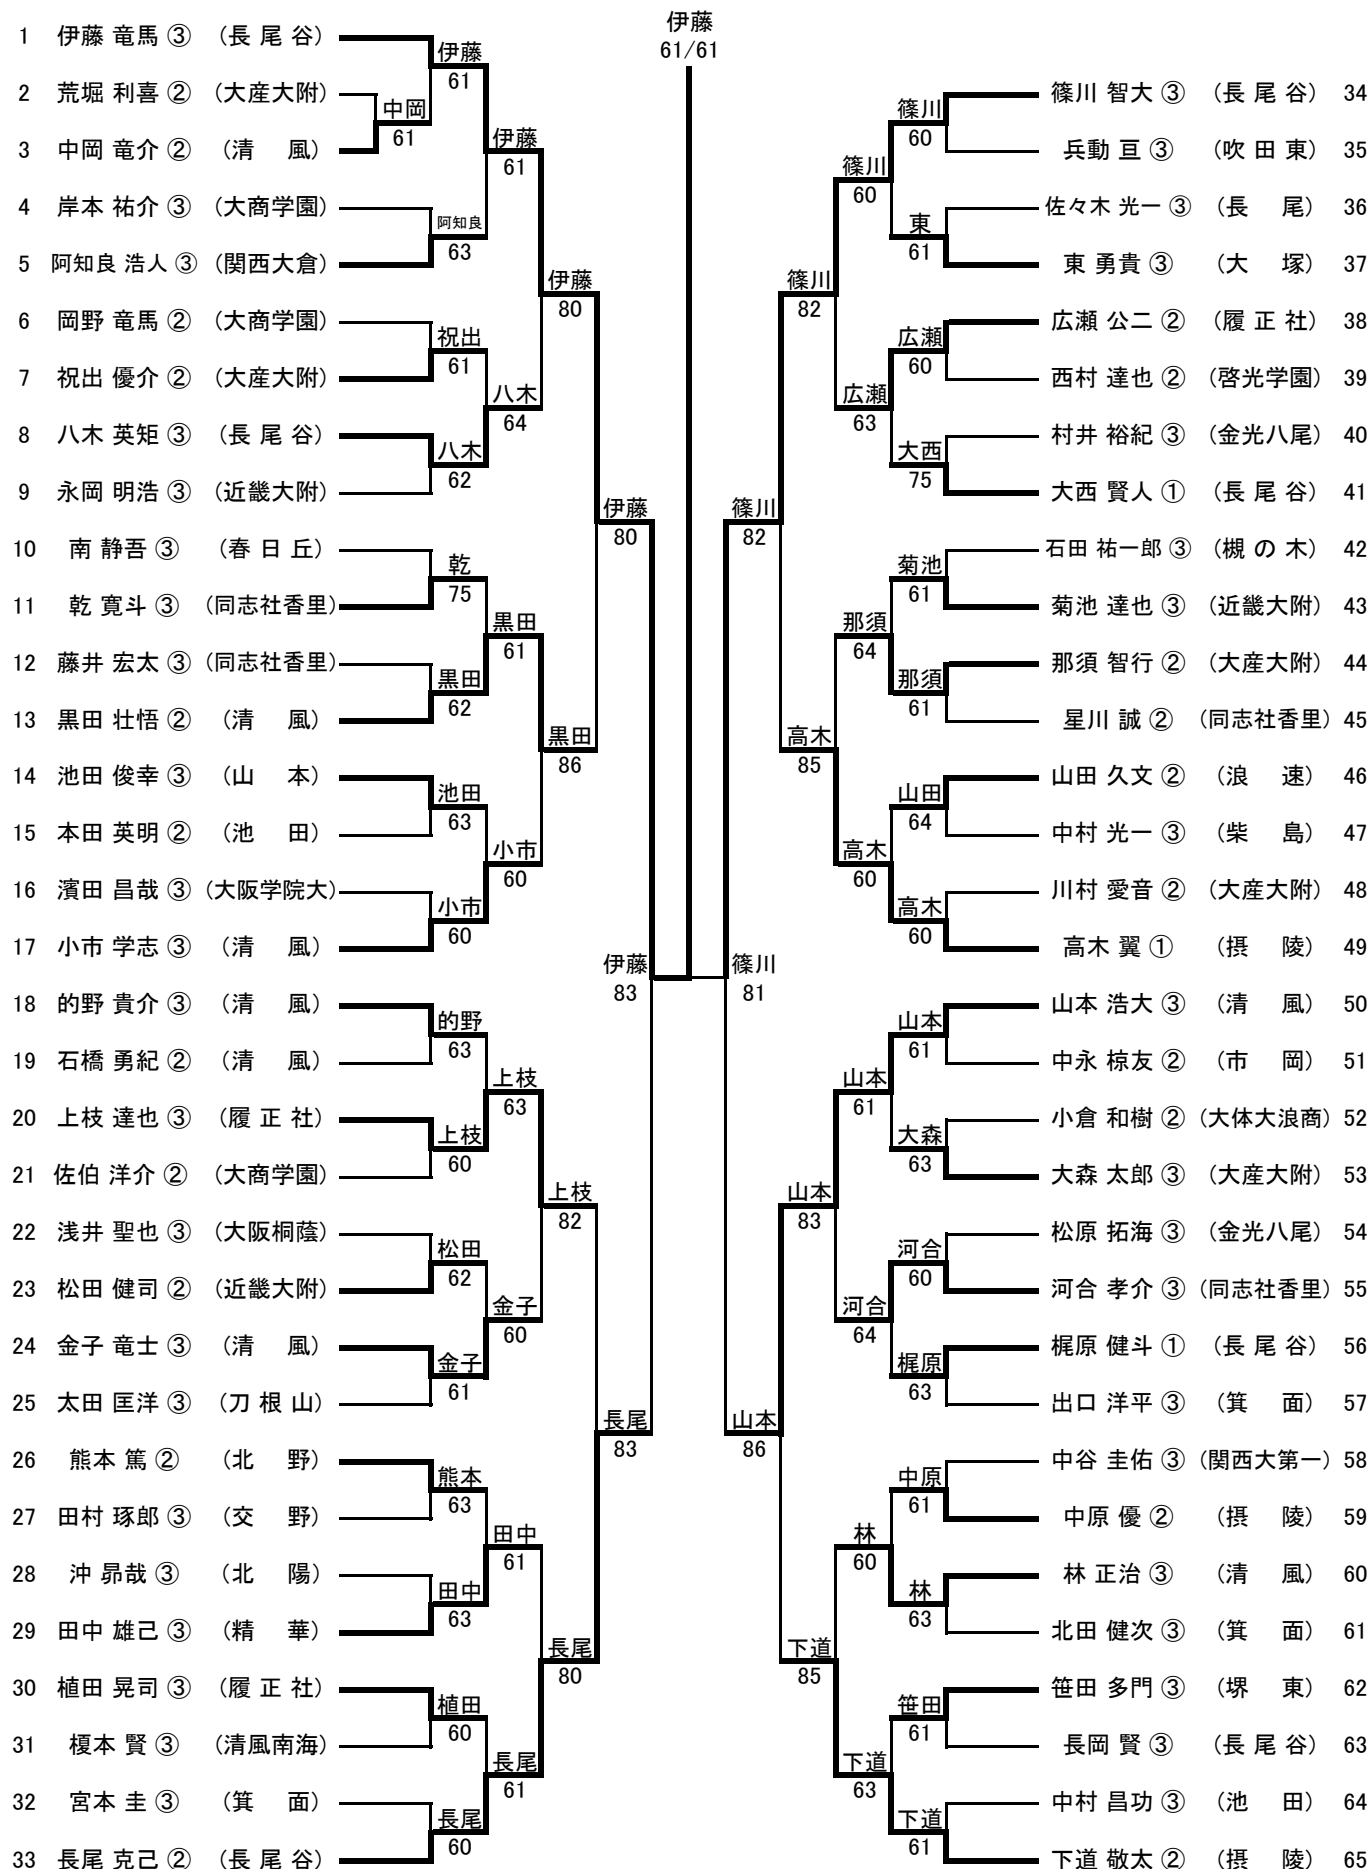 伊藤
61/61
1 伊藤 竜馬 ③ （長 尾 谷）
2 荒堀 利喜 ② （大産大附）
3 中岡 竜介 ② （清　風）
4 岸本 祐介 ③ （大商学園）
5 阿知良 浩人 ③ （関西大倉）
6 岡野 竜馬 ② （大商学園）
7 祝出 優介 ② （大産大附）
8 八木 英矩 ③ （長 尾 谷）
9 永岡 明浩 ③ （近畿大附）
10 南 静吾 ③ （春 日 丘）
11 乾 寛斗 ③ （同志社香里）
12 藤井 宏太 ③ （同志社香里）
13 黒田 壮悟 ② （清　風）
14 池田 俊幸 ③ （山　本）
15 本田 英明 ② （池　田）
16 濱田 昌哉 ③ （大阪学院大）
17 小市 学志 ③ （清　風）
18 的野 貴介 ③ （清　風）
19 石橋 勇紀 ② （清　風）
20 上枝 達也 ③ （履 正 社）
21 佐伯 洋介 ② （大商学園）
22 浅井 聖也 ③ （大阪桐蔭）
23 松田 健司 ② （近畿大附）
24 金子 竜士 ③ （清　風）
25 太田 匡洋 ③ （刀 根 山）
26 熊本 篤 ② （北　野）
27 田村 琢郎 ③ （交　野）
28 沖 昴哉 ③ （北　陽）
29 田中 雄己 ③ （精　華）
30 植田 晃司 ③ （履 正 社）
31 榎本 賢 ③ （清風南海）
32 宮本 圭 ③ （箕　面）
33 長尾 克己 ② （長 尾 谷）
中岡
61
伊藤
61
阿知良
63
祝出
61
八木
62
乾
75
黒田
62
池田
63
小市
60
的野
63
上枝
60
松田
62
金子
61
熊本
63
田中
63
植田
60
長尾
60
伊藤
61
八木
64
黒田
61
小市
60
上枝
63
金子
60
田中
61
長尾
61
伊藤
80
黒田
86
上枝
82
長尾
80
伊藤
80
長尾
83
伊藤
83
篠川
81
篠川
82
山本
86
篠川
82
高木
85
山本
83
下道
85
篠川
60
広瀬
63
那須
64
高木
60
山本
61
河合
64
林
60
下道
63
篠川
60
東
61
広瀬
60
大西
75
菊池
61
那須
61
山田
64
高木
60
山本
61
大森
63
河合
60
梶原
63
中原
61
林
63
笹田
61
下道
61
篠川 智大 ③ （長 尾 谷） 34
兵動 亘 ③ （吹 田 東） 35
佐々木 光一 ③ （長　尾） 36
東 勇貴 ③ （大　塚） 37
広瀬 公二 ② （履 正 社） 38
西村 達也 ② （啓光学園） 39
村井 裕紀 ③ （金光八尾） 40
大西 賢人 ① （長 尾 谷） 41
石田 祐一郎 ③ （槻 の 木） 42
菊池 達也 ③ （近畿大附） 43
那須 智行 ② （大産大附） 44
星川 誠 ② （同志社香里） 45
山田 久文 ② （浪　速） 46
中村 光一 ③ （柴　島） 47
川村 愛音 ② （大産大附） 48
高木 翼 ① （摂　陵） 49
山本 浩大 ③ （清　風） 50
中永 椋友 ② （市　岡） 51
小倉 和樹 ② （大体大浪商） 52
大森 太郎 ③ （大産大附） 53
松原 拓海 ③ （金光八尾） 54
河合 孝介 ③ （同志社香里） 55
梶原 健斗 ① （長 尾 谷） 56
出口 洋平 ③ （箕　面） 57
中谷 圭佑 ③ （関西大第一） 58
中原 優 ② （摂　陵） 59
林 正治 ③ （清　風） 60
北田 健次 ③ （箕　面） 61
笹田 多門 ③ （堺　東） 62
長岡 賢 ③ （長 尾 谷） 63
中村 昌功 ③ （池　田） 64
下道 敬太 ② （摂　陵） 65